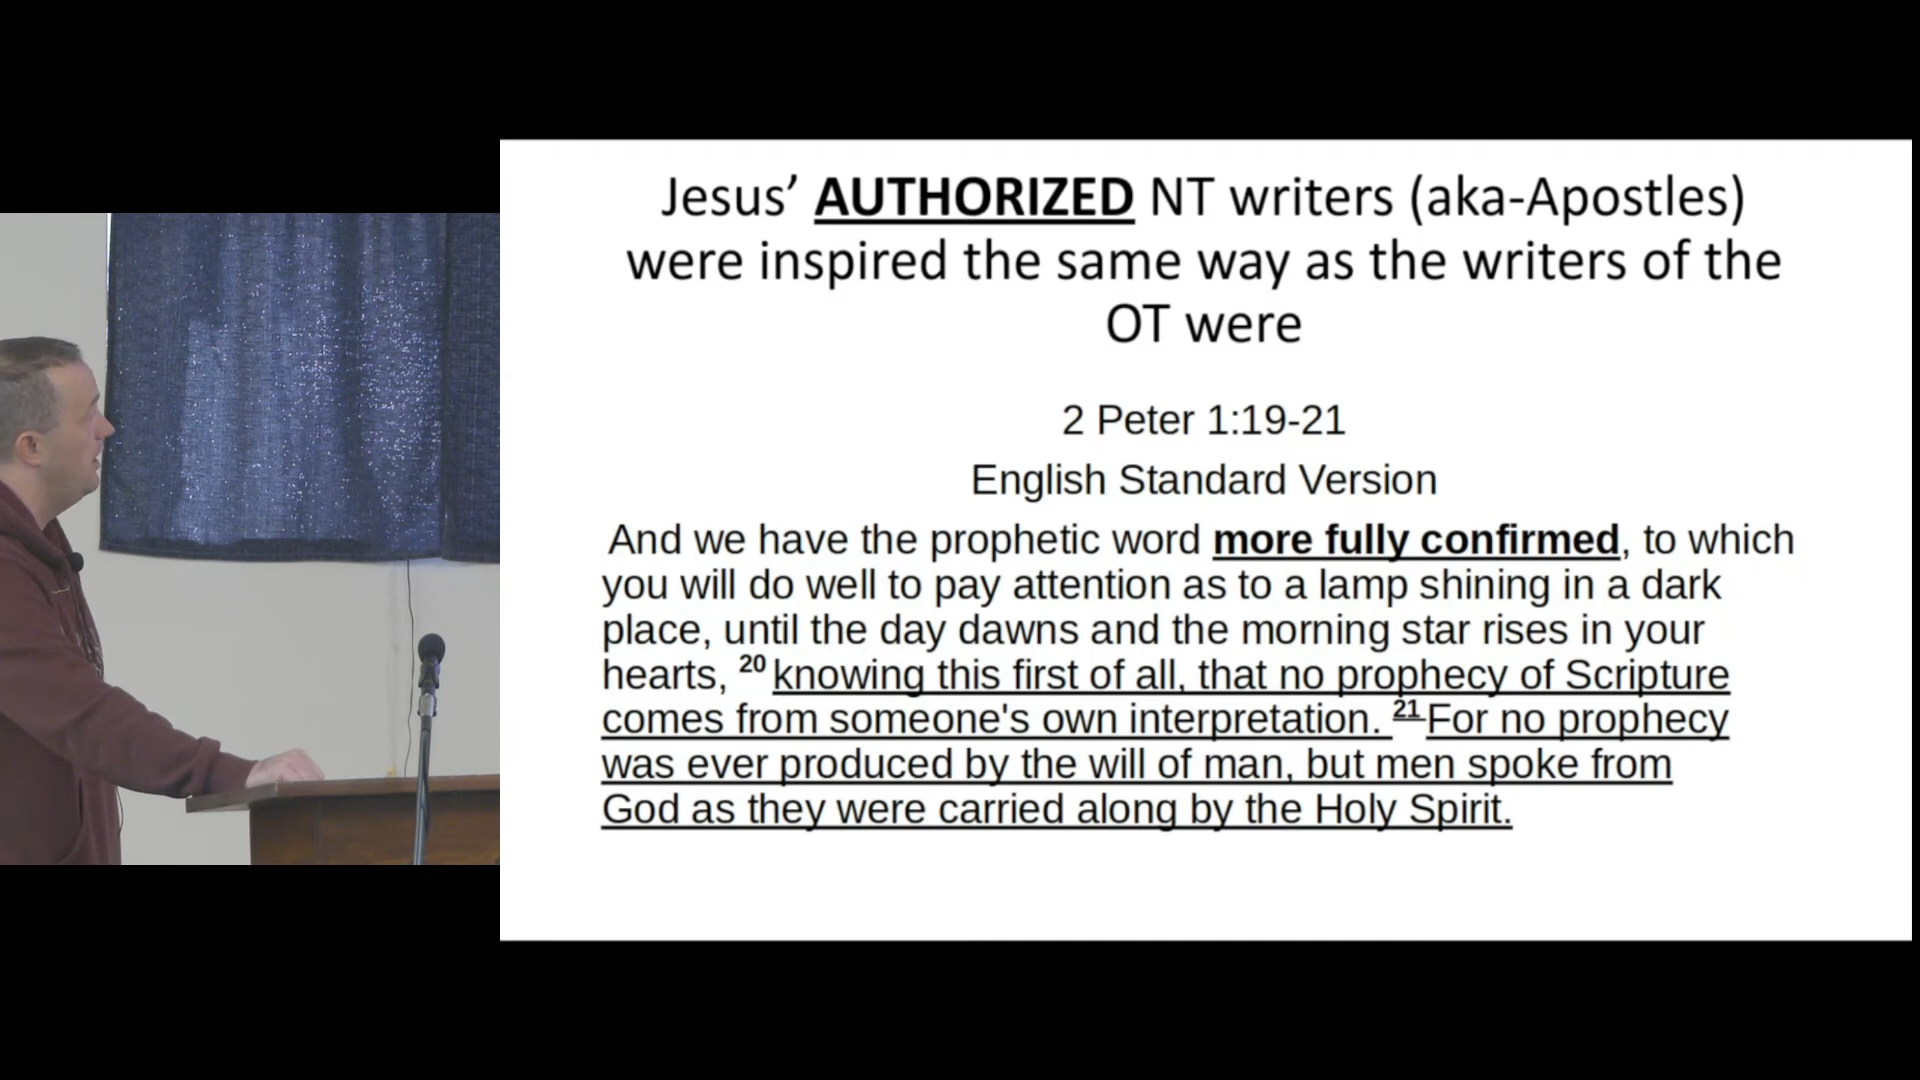 Jesus’ AUTHORIZED NT writers (aka-Apostles)
were inspired the same way as the writers of the
OT were
2 Peter 1:19-21
English Standard Version
And we have the prophetic word more fully confirmed, to which
you will do well to pay attention as to a lamp shining in a dark
place, until the day dawns and the morning star rises in your
hearts, 20 knowing this first of all, that no prophecy of Scripture
comes from someone's own interpretation. 21 For no prophecy
was ever produced by the will of man, but men spoke from
God as they were carried along by the Holy Spirit.